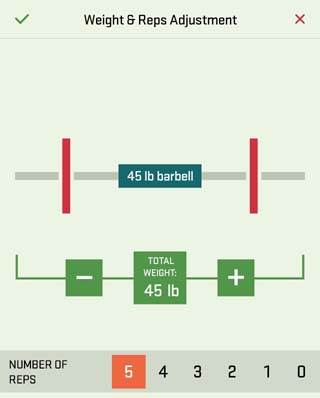 Weight & Reps Adjustment
45 lb barbell
TOTAL
WEIGHT:
45 lb
NUMBER OF
REPS
5 4 3 2 1 0